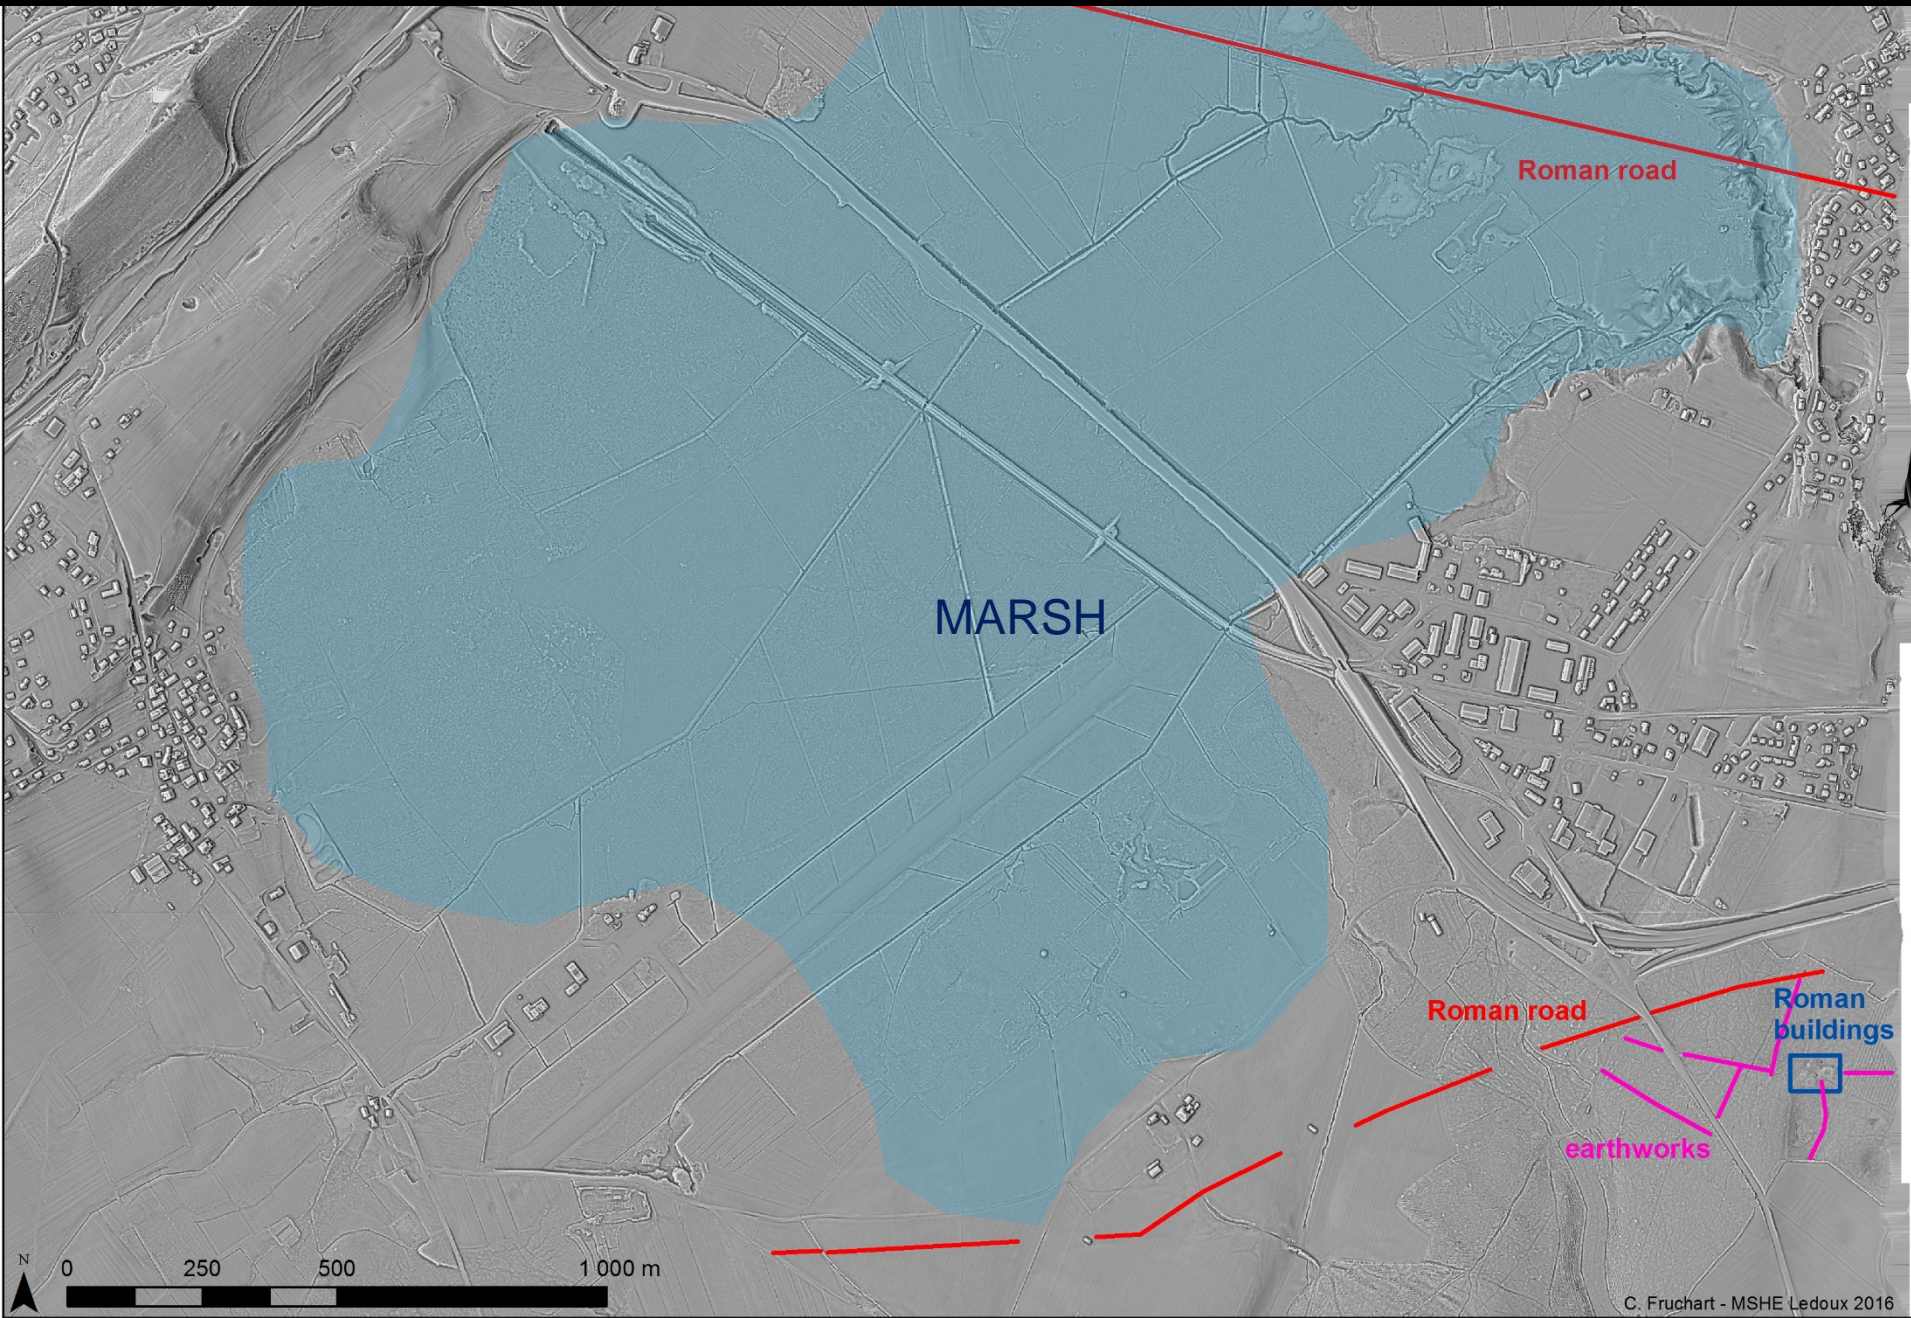 Roman road
MARSH
Roman road
Roman
buildings
earthworks
N
0 250 500 1 000 m
C. Fruchart - MSHE Ledoux 2016